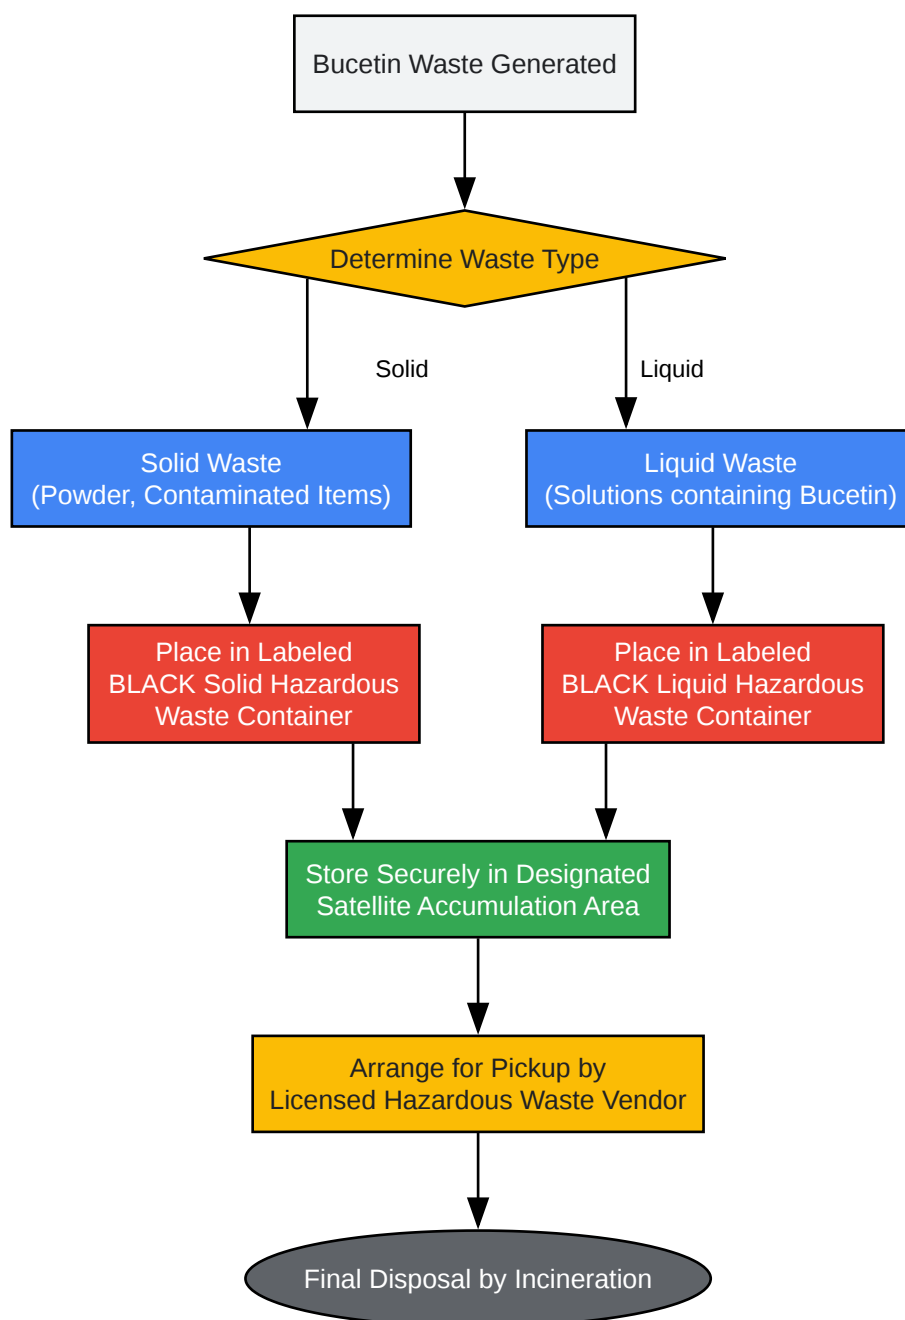 Bucetin Waste Generated
Determine Waste Type
Solid
Liquid
Solid Waste
(Powder, Contaminated Items)
Liquid Waste
(Solutions containing Bucetin)
Place in Labeled
BLACK Solid Hazardous
Waste Container
Place in Labeled
BLACK Liquid Hazardous
Waste Container
Store Securely in Designated
Satellite Accumulation Area
Arrange for Pickup by
Licensed Hazardous Waste Vendor
Final Disposal by Incineration